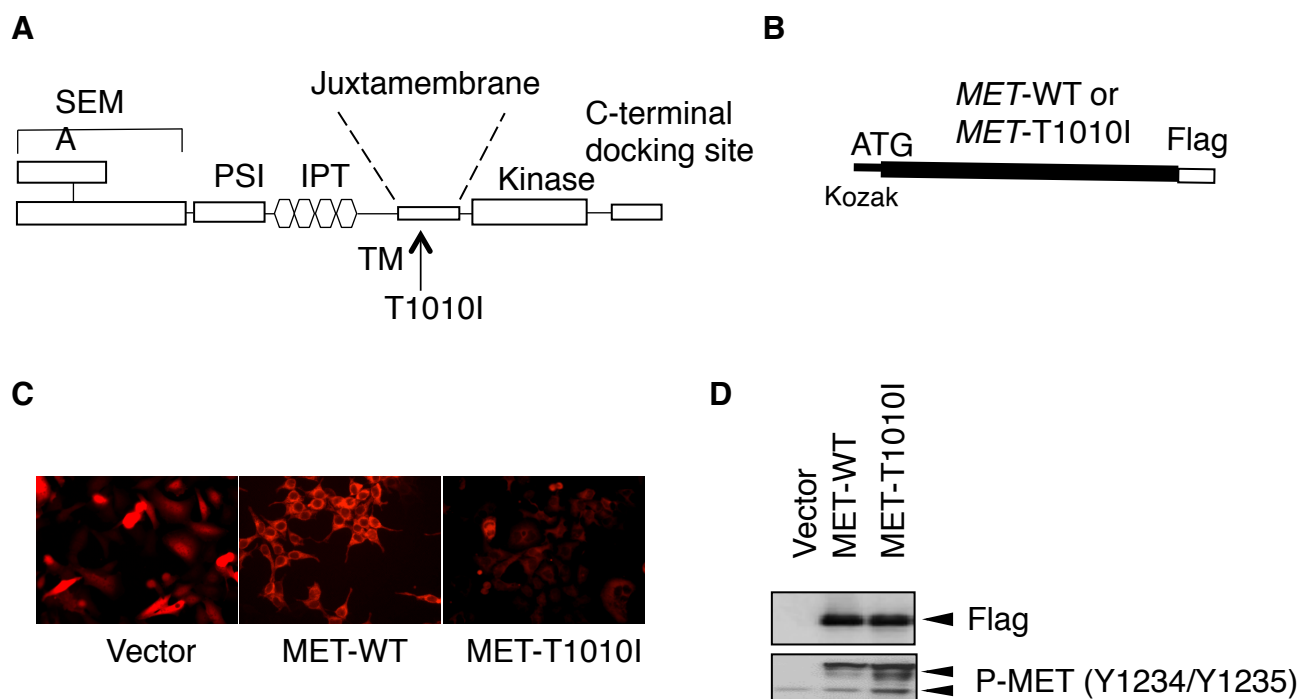 A
SEM
A
PSI
IPT
Juxtamembrane
Kinase
C-terminal
docking site
TM
T1010I
B
MET-WT or
MET-T1010I
ATG
Flag
Kozak
C
Vector
MET-WT
MET-T1010I
D
Vector
MET-WT
MET-T1010I
Flag
P-MET (Y1234/Y1235)